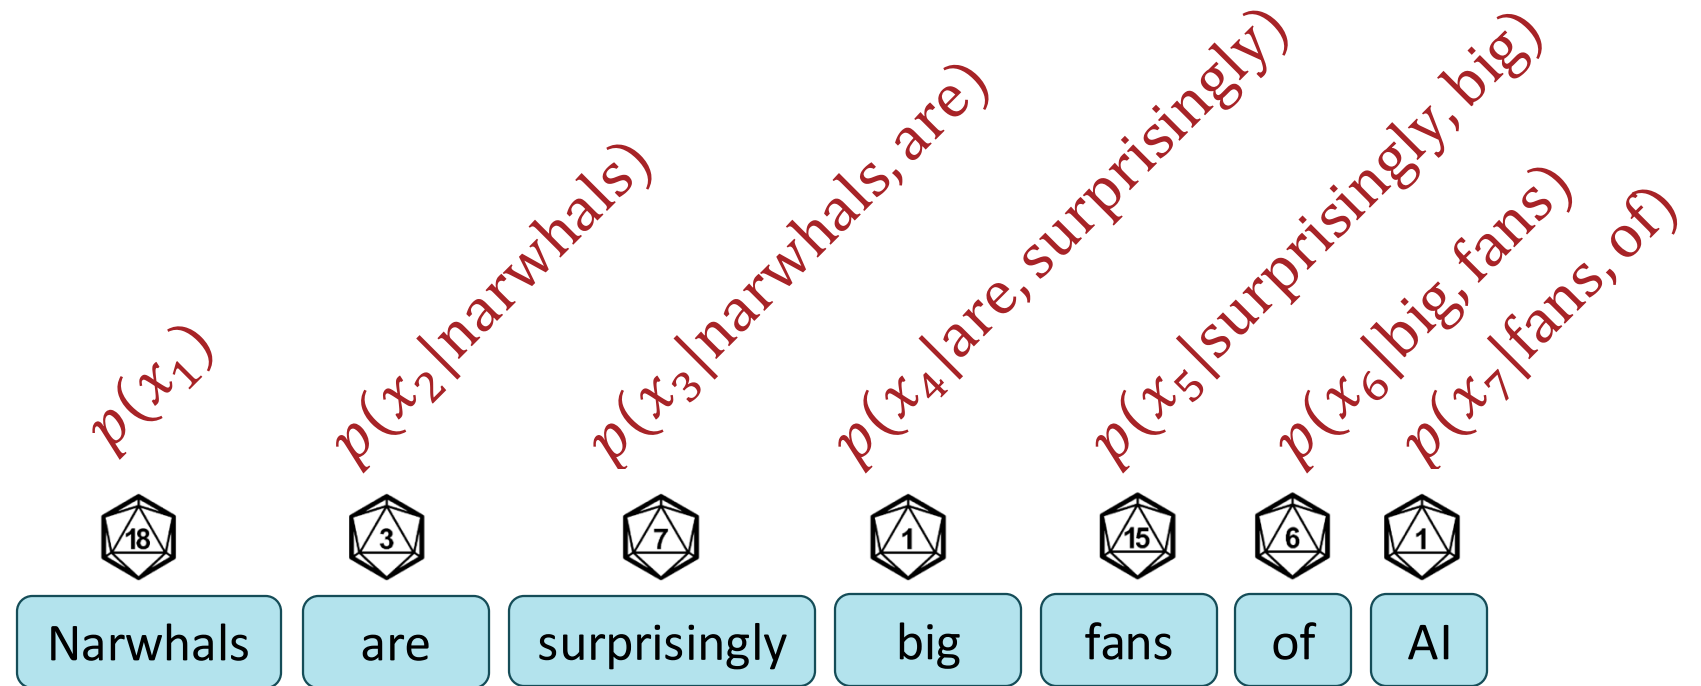 p(x₁)
p(x₂|narwhals)
p(x₃|narwhals, are)
p(x₄|are, surprisingly)
p(x₅|surprisingly, big)
p(x₆|big, fans)
p(x₇|fans, of)
18 3 7 1 15 6 1
Narwhals are surprisingly big fans of AI